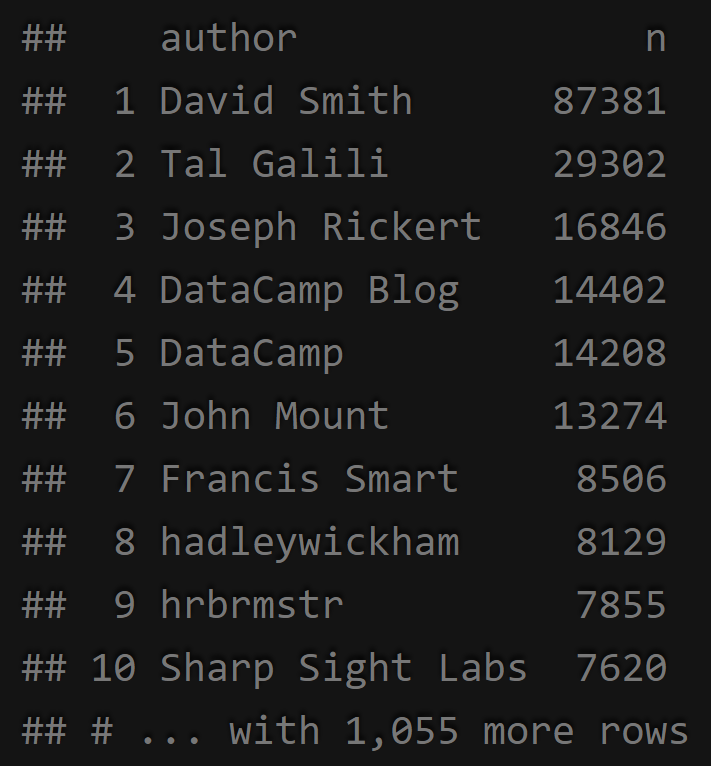 ##     author               n
##  1 David Smith      87381
##  2 Tal Galili       29302
##  3 Joseph Rickert   16846
##  4 DataCamp Blog    14402
##  5 DataCamp         14208
##  6 John Mount       13274
##  7 Francis Smart     8506
##  8 hadleywickham     8129
##  9 hrbrmstr          7855
## 10 Sharp Sight Labs  7620
## # ... with 1,055 more rows